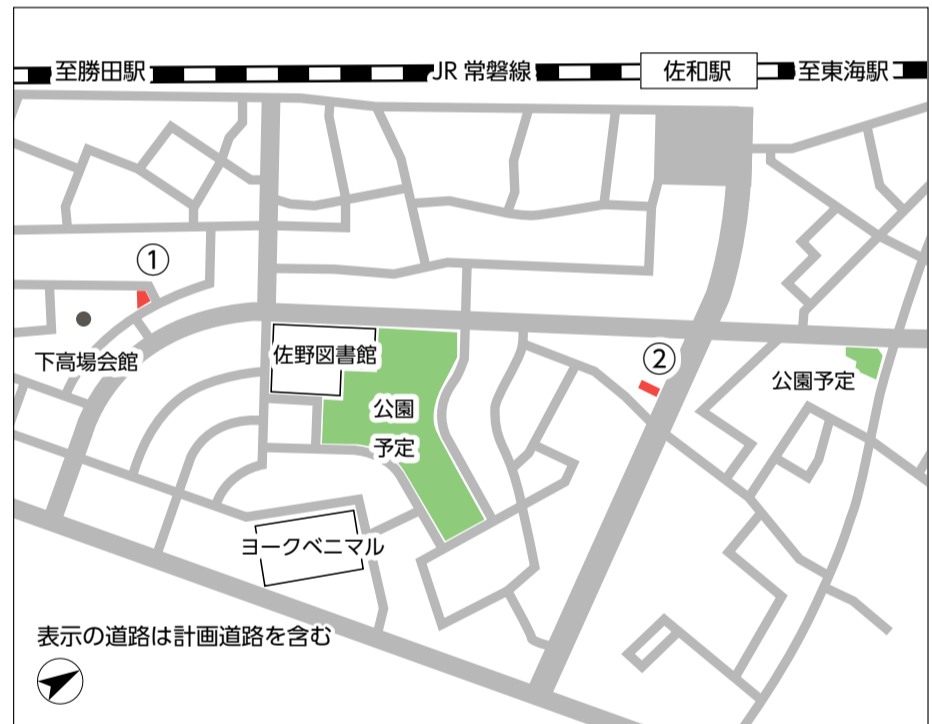 至勝田駅
JR 常磐線
佐和駅
至東海駅
①
下高場会館
佐野図書館
②
公園予定
公園
予定
ヨークベニマル
表示の道路は計画道路を含む